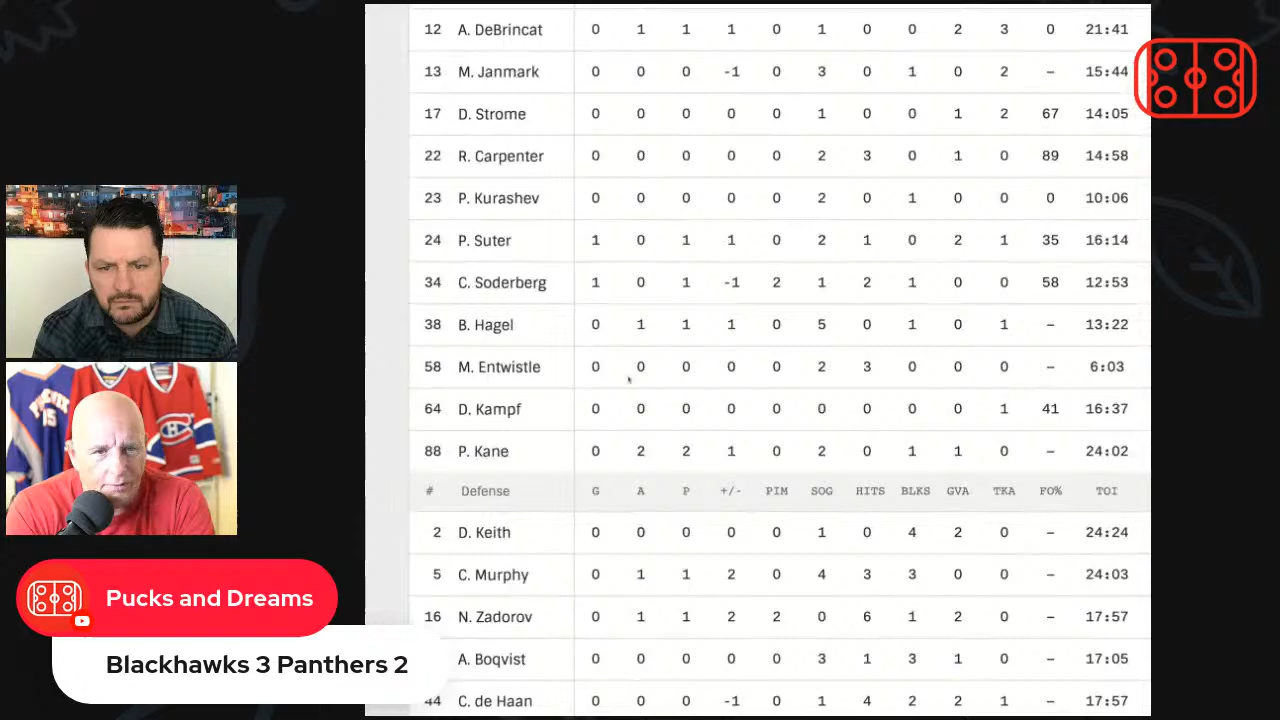 12 A. DeBrincat 0 1 1 1 0 1 0 0 2 3 0 21:41
13 M. Janmark 0 0 0 -1 0 3 0 1 0 2 – 15:44
17 D. Strome 0 0 0 0 0 1 0 0 1 2 67 14:05
22 R. Carpenter 0 0 0 0 0 2 3 0 1 0 89 14:58
23 P. Kurashev 0 0 0 0 0 2 0 1 0 0 0 10:06
24 P. Suter 1 0 1 1 0 2 1 0 2 1 35 16:14
34 C. Soderberg 1 0 1 -1 2 1 2 1 0 0 58 12:53
38 B. Hagel 0 1 1 1 0 5 0 1 0 1 – 13:22
58 M. Entwistle 0 0 0 0 0 2 3 0 0 0 – 6:03
64 D. Kampf 0 0 0 0 0 0 0 0 0 1 41 16:37
88 P. Kane 0 2 2 1 0 2 0 1 1 0 – 24:02
# Defense G A P +/- PIM SOG HITS BLKS GVA TKA FO% TOI
2 D. Keith 0 0 0 0 0 1 0 4 2 0 – 24:24
5 C. Murphy 0 1 1 2 0 4 3 3 0 0 – 24:03
16 N. Zadorov 0 1 1 2 2 0 6 1 2 0 – 17:57
A. Boqvist 0 0 0 0 0 3 1 3 1 0 – 17:05
44 C. de Haan 0 0 0 -1 0 1 4 2 2 1 – 17:57
Pucks and Dreams
Blackhawks 3 Panthers 2